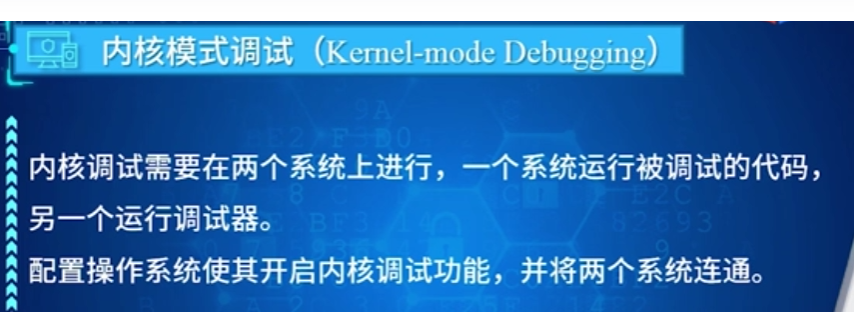 内核模式调试（Kernel-mode Debugging）
内核调试需要在两个系统上进行，一个系统运行被调试的代码，
另一个运行调试器。
配置操作系统使其开启内核调试功能，并将两个系统连通。